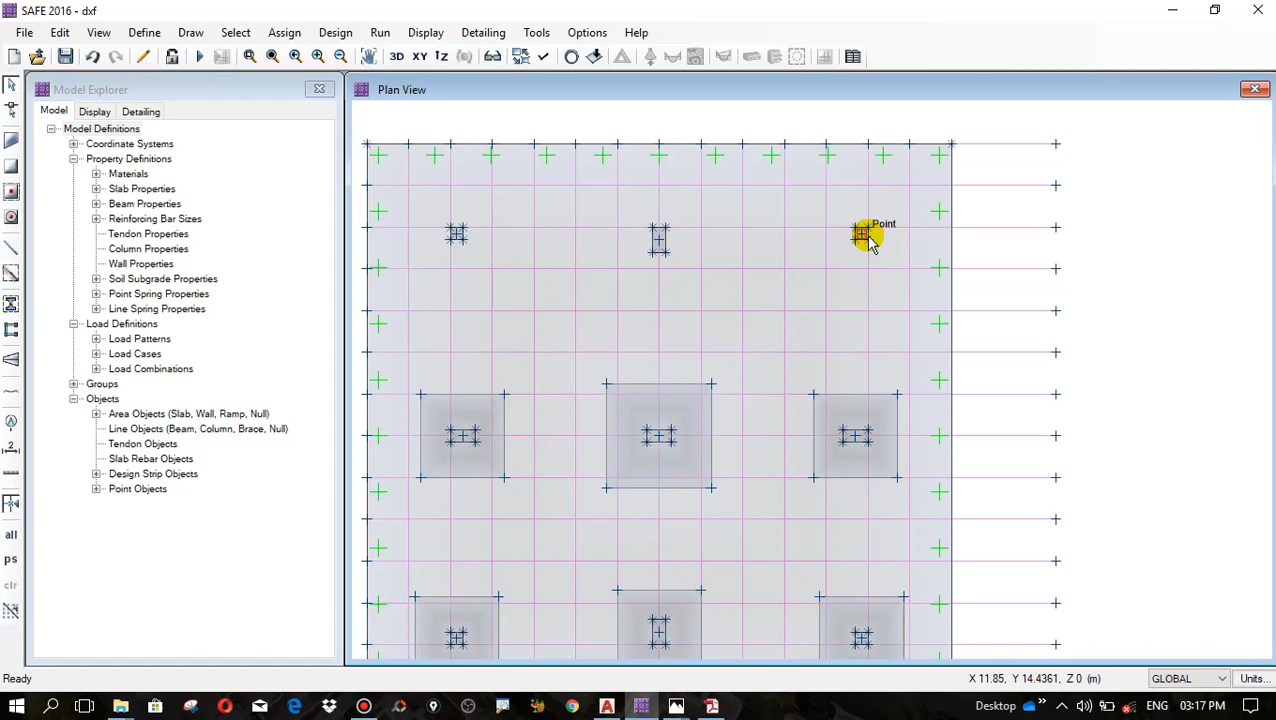 SAFE 2016 - dxf
File Edit View Define Draw Select Assign Design Run Display Detailing Tools Options Help
3D XY
Model Explorer
Plan View
Model Display Detailing
Model Definitions
Coordinate Systems
Property Definitions
Materials
Slab Properties
Beam Properties
Reinforcing Bar Sizes
Tendon Properties
Column Properties
Wall Properties
Soil Subgrade Properties
Point Spring Properties
Line Spring Properties
Load Definitions
Load Patterns
Load Cases
Load Combinations
Groups
Objects
Area Objects (Slab, Wall, Ramp, Null)
Line Objects (Beam, Column, Brace, Null)
Tendon Objects
Slab Rebar Objects
Design Strip Objects
Point Objects
Point
all
ps
clr
Ready
X 11.85, Y 14.4361, Z 0 (m)
GLOBAL
Units...
Desktop
ENG
03:17 PM